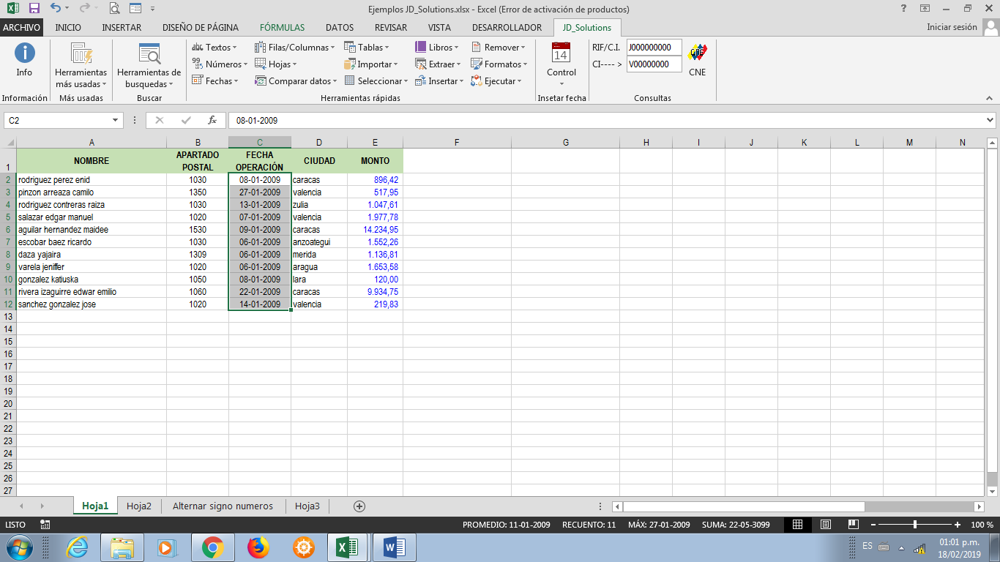 Ejemplos JD_Solutions.xlsx - Excel (Error de activación de productos)
ARCHIVO INICIO INSERTAR DISEÑO DE PÁGINA FÓRMULAS DATOS REVISAR VISTA DESARROLLADOR JD_Solutions Iniciar sesión
Info
Información
Herramientas
más usadas
Más usadas
Herramientas de
busquedas
Buscar
abc Textos Filas/Columnas Tablas Libros Remover
Números Hojas Importar Extraer Formatos
Fechas Comparar datos Seleccionar Insertar Ejecutar
Herramientas rápidas
14
Control
Insetar fecha
RIF/C.I. J000000000
CI---- > V00000000
CNE
Consultas
C2 fx 08-01-2009
A B C D E F G H I J K L M N
1 NOMBRE APARTADO POSTAL FECHA OPERACIÓN CIUDAD MONTO
2 rodriguez perez enid 1030 08-01-2009 caracas 896,42
3 pinzon arreaza camilo 1350 27-01-2009 valencia 517,95
4 rodriguez contreras raiza 1030 13-01-2009 zulia 1.047,61
5 salazar edgar manuel 1020 07-01-2009 valencia 1.977,78
6 aguilar hernandez maidee 1530 09-01-2009 caracas 14.234,95
7 escobar baez ricardo 1030 06-01-2009 anzoategui 1.552,26
8 daza yajaira 1309 06-01-2009 merida 1.136,81
9 varela jeniffer 1020 06-01-2009 aragua 1.653,58
10 gonzalez katiuska 1050 08-01-2009 lara 120,00
11 rivera izaguirre edwar emilio 1060 22-01-2009 caracas 9.934,75
12 sanchez gonzalez jose 1020 14-01-2009 valencia 219,83
13
14
15
16
17
18
19
20
21
22
23
24
25
26
27
Hoja1 Hoja2 Alternar signo numeros Hoja3
LISTO PROMEDIO: 11-01-2009 RECUENTO: 11 MÁX: 27-01-2009 SUMA: 22-05-3099 100 %
ES 01:01 p.m.
18/02/2019